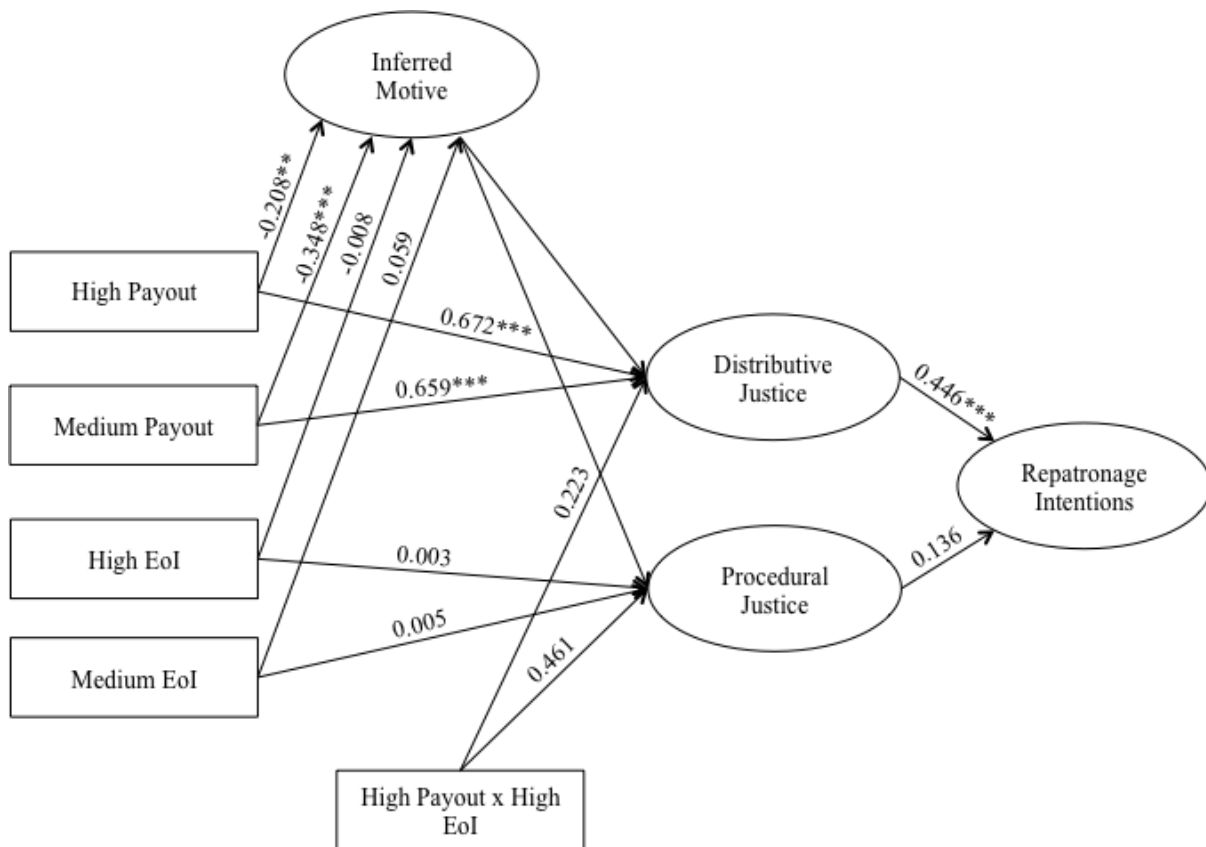 Inferred
Motive
-0.208**
-0.348***
-0.008
0.059
High Payout
0.672***
Distributive
Justice
Medium Payout
0.659***
0.446***
Repatronage
Intentions
0.223
High EoI
0.003
Procedural
Justice
0.136
Medium EoI
0.005
0.461
High Payout x High
EoI